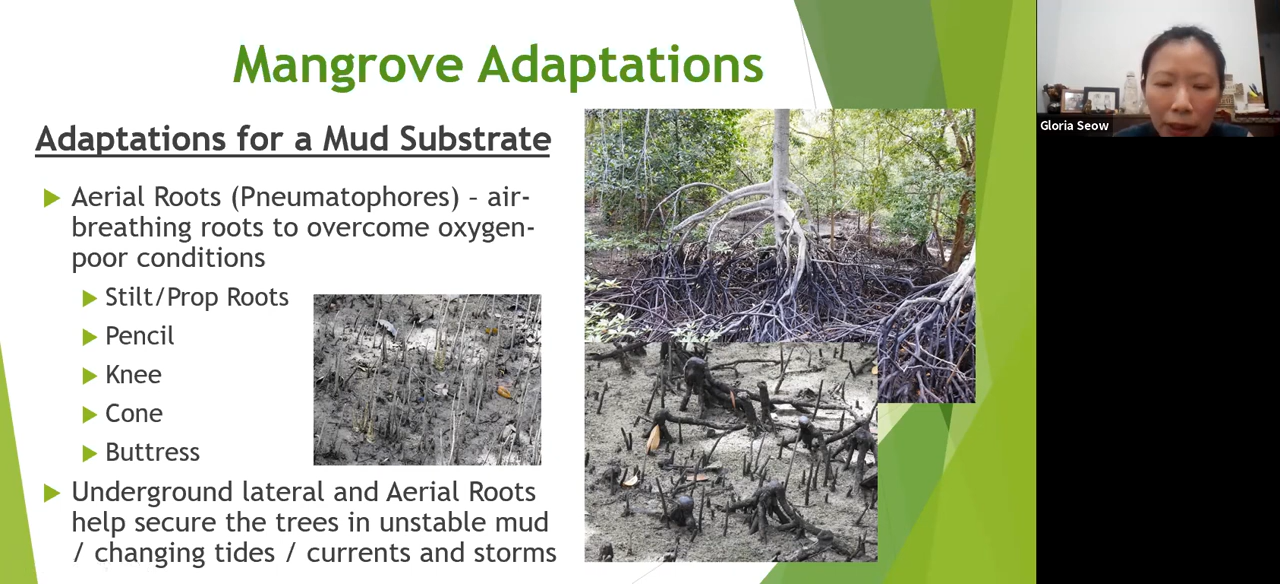 Mangrove Adaptations
Adaptations for a Mud Substrate
Aerial Roots (Pneumatophores) – air-
breathing roots to overcome oxygen-
poor conditions
Stilt/Prop Roots
Pencil
Knee
Cone
Buttress
Underground lateral and Aerial Roots
help secure the trees in unstable mud
/ changing tides / currents and storms
Gloria Seow